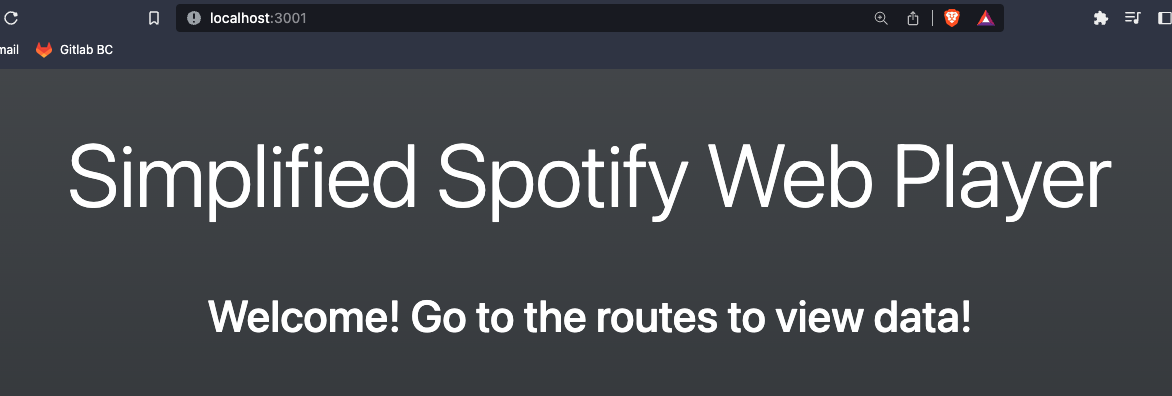 localhost:3001
mail
Gitlab BC
Simplified Spotify Web Player
Welcome! Go to the routes to view data!